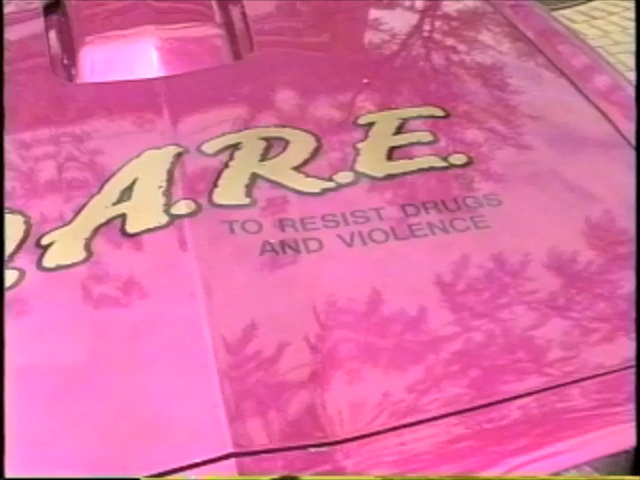 .A.R.E.
TO RESIST DRUGS
AND VIOLENCE